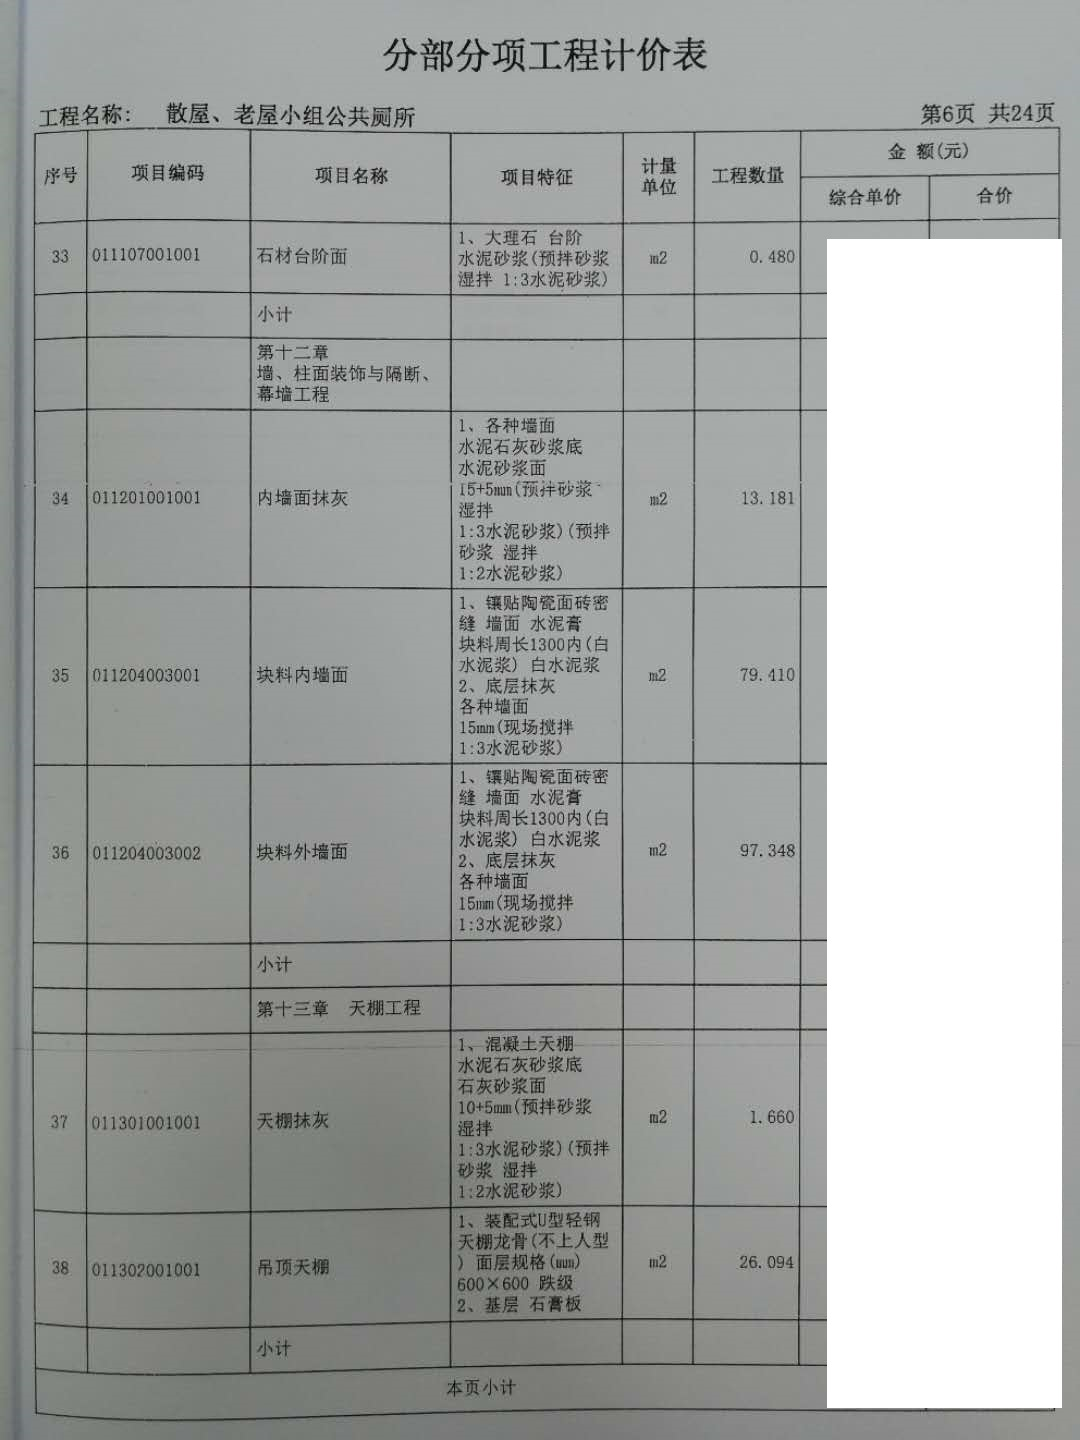 分部分项工程计价表
工程名称: 散屋、老屋小组公共厕所
第6页 共24页
序号
项目编码
项目名称
项目特征
计量
单位
工程数量
金 额(元)
综合单价
合价
33
011107001001
石材台阶面
1、大理石 台阶
水泥砂浆(预拌砂浆
湿拌 1:3水泥砂浆)
m2
0.480
小计
第十二章
墙、柱面装饰与隔断、
幕墙工程
34
011201001001
内墙面抹灰
1、各种墙面
水泥石灰砂浆底
水泥砂浆面
15+5mm(预拌砂浆
湿拌
1:3水泥砂浆)(预拌
砂浆 湿拌
1:2水泥砂浆)
m2
13.181
35
011204003001
块料内墙面
1、镶贴陶瓷面砖密
缝 墙面 水泥膏
块料周长1300内(白
水泥浆) 白水泥浆
2、底层抹灰
各种墙面
15mm(现场搅拌
1:3水泥砂浆)
m2
79.410
36
011204003002
块料外墙面
1、镶贴陶瓷面砖密
缝 墙面 水泥膏
块料周长1300内(白
水泥浆) 白水泥浆
2、底层抹灰
各种墙面
15mm(现场搅拌
1:3水泥砂浆)
m2
97.348
小计
第十三章 天棚工程
37
011301001001
天棚抹灰
1、混凝土天棚
水泥石灰砂浆底
石灰砂浆面
10+5mm(预拌砂浆
湿拌
1:3水泥砂浆)(预拌
砂浆 湿拌
1:2水泥砂浆)
m2
1.660
38
011302001001
吊顶天棚
1、装配式U型轻钢
天棚龙骨(不上人型
) 面层规格(mm)
600×600 跌级
2、基层 石膏板
m2
26.094
小计
本页小计